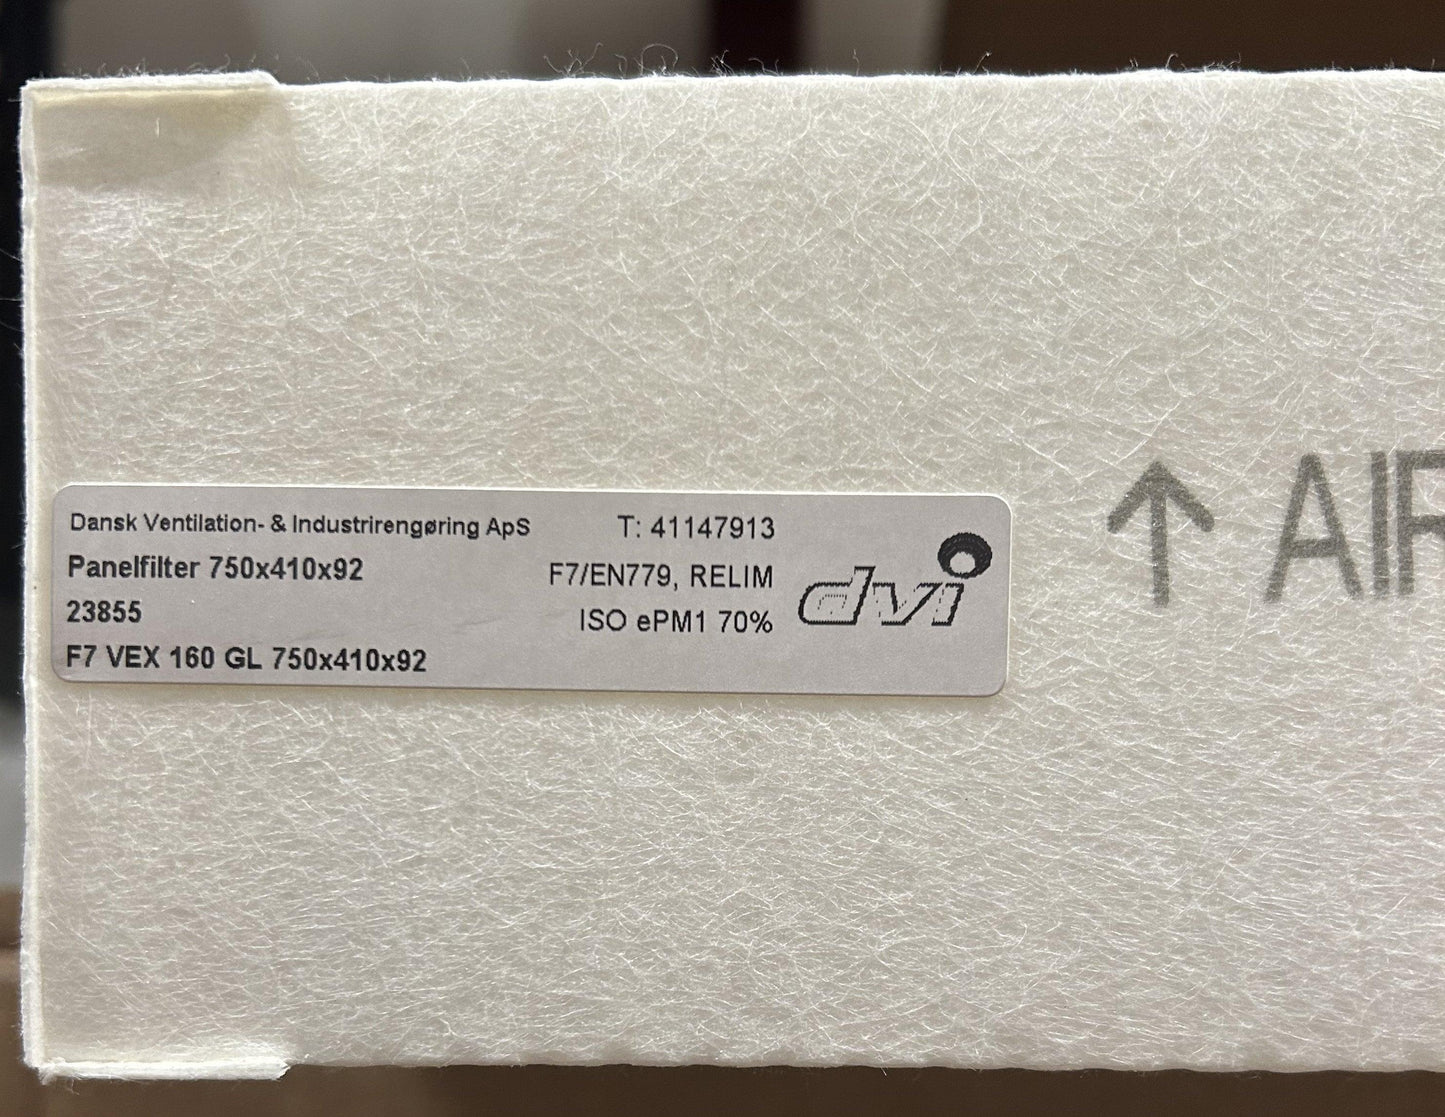 Dansk Ventilation- & Industrirengøring ApS T: 41147913
Panelfilter 750x410x92 F7/EN779, RELIM
23855 ISO ePM1 70%
F7 VEX 160 GL 750x410x92
dvi
↑ AIR